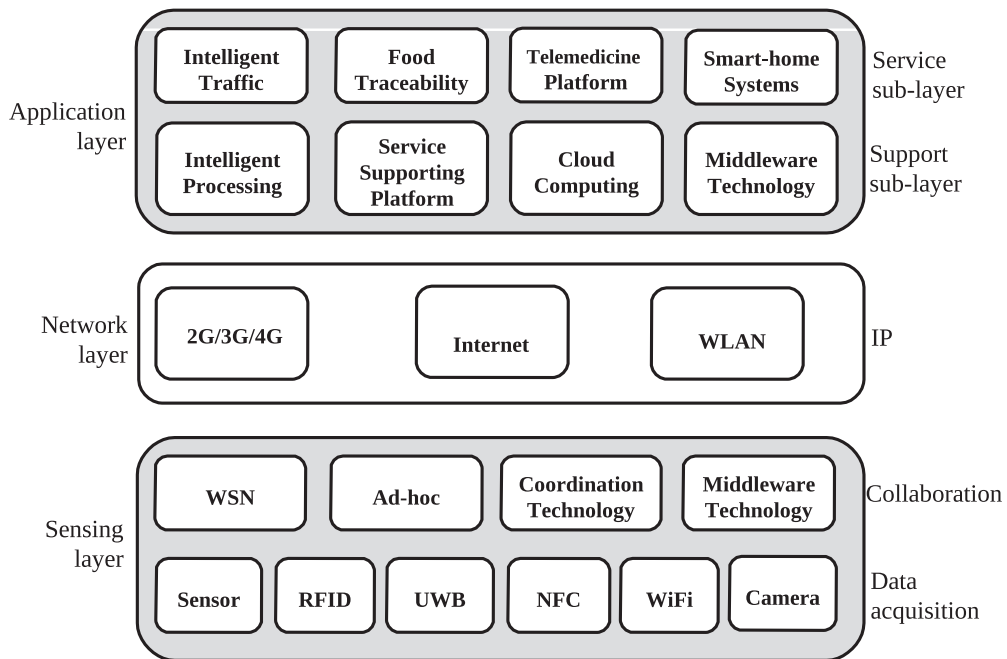 Application
layer
Intelligent
Traffic
Food
Traceability
Telemedicine
Platform
Smart-home
Systems
Service
sub-layer
Intelligent
Processing
Service
Supporting
Platform
Cloud
Computing
Middleware
Technology
Support
sub-layer
Network
layer
2G/3G/4G
Internet
WLAN
IP
Sensing
layer
WSN
Ad-hoc
Coordination
Technology
Middleware
Technology
Collaboration
Sensor
RFID
UWB
NFC
WiFi
Camera
Data
acquisition